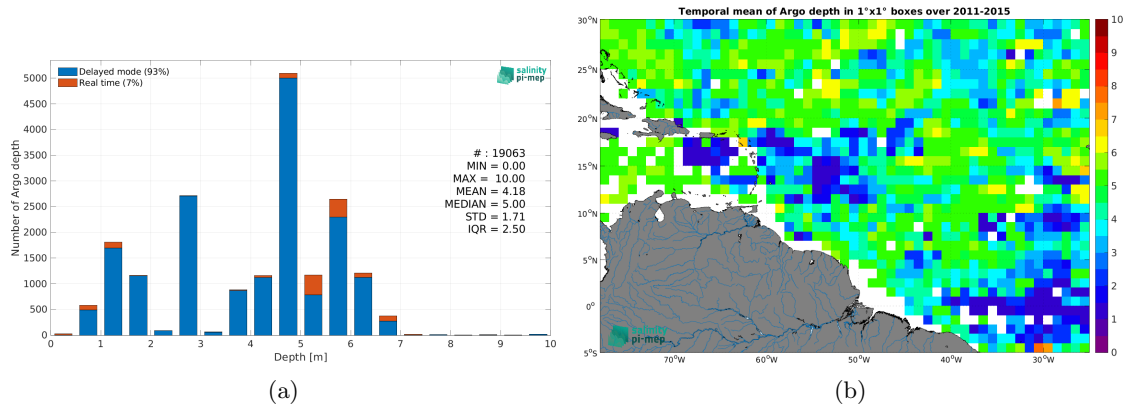 Delayed mode (93%)
Real time (7%)
salinity
pi-mep
Number of Argo depth
5000
4500
4000
3500
3000
2500
2000
1500
1000
500
0
# : 19063
MIN = 0.00
MAX = 10.00
MEAN = 4.18
MEDIAN = 5.00
STD = 1.71
IQR = 2.50
0 1 2 3 4 5 6 7 8 9 10
Depth [m]
(a)
Temporal mean of Argo depth in 1°x1° boxes over 2011-2015
30°N
25°N
20°N
15°N
10°N
5°N
0°
5°S
salinity
pi-mep
70°W 60°W 50°W 40°W 30°W
10
9
8
7
6
5
4
3
2
1
0
(b)